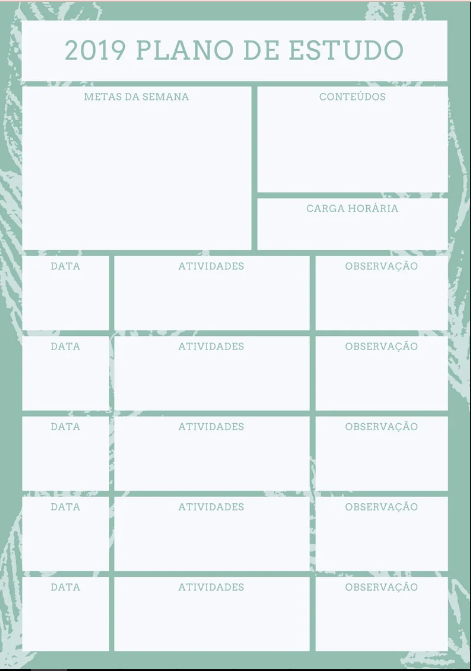 2019 PLANO DE ESTUDO
METAS DA SEMANA
CONTEÚDOS
CARGA HORÁRIA
DATA ATIVIDADES OBSERVAÇÃO
DATA ATIVIDADES OBSERVAÇÃO
DATA ATIVIDADES OBSERVAÇÃO
DATA ATIVIDADES OBSERVAÇÃO
DATA ATIVIDADES OBSERVAÇÃO